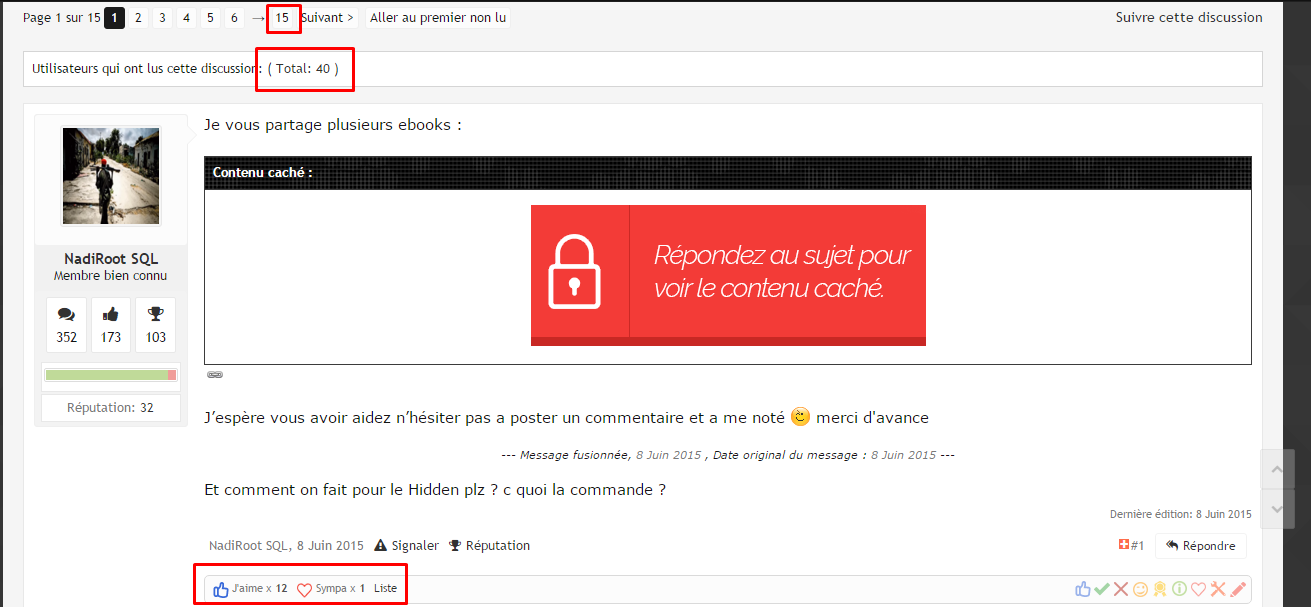 Page 1 sur 15 1 2 3 4 5 6 → 15 Suivant > Aller au premier non lu Suivre cette discussion
Utilisateurs qui ont lus cette discussion: ( Total: 40 )
Je vous partage plusieurs ebooks :
Contenu caché :
Répondez au sujet pour
voir le contenu caché.
NadiRoot SQL
Membre bien connu
352 173 103
Réputation: 32
J’espère vous avoir aidez n’hésiter pas a poster un commentaire et a me noté merci d'avance
--- Message fusionnée, 8 Juin 2015 , Date original du message : 8 Juin 2015 ---
Et comment on fait pour le Hidden plz ? c quoi la commande ?
Dernière édition: 8 Juin 2015
NadiRoot SQL, 8 Juin 2015 Signaler Réputation #1 Répondre
J'aime x 12 Sympa x 1 Liste